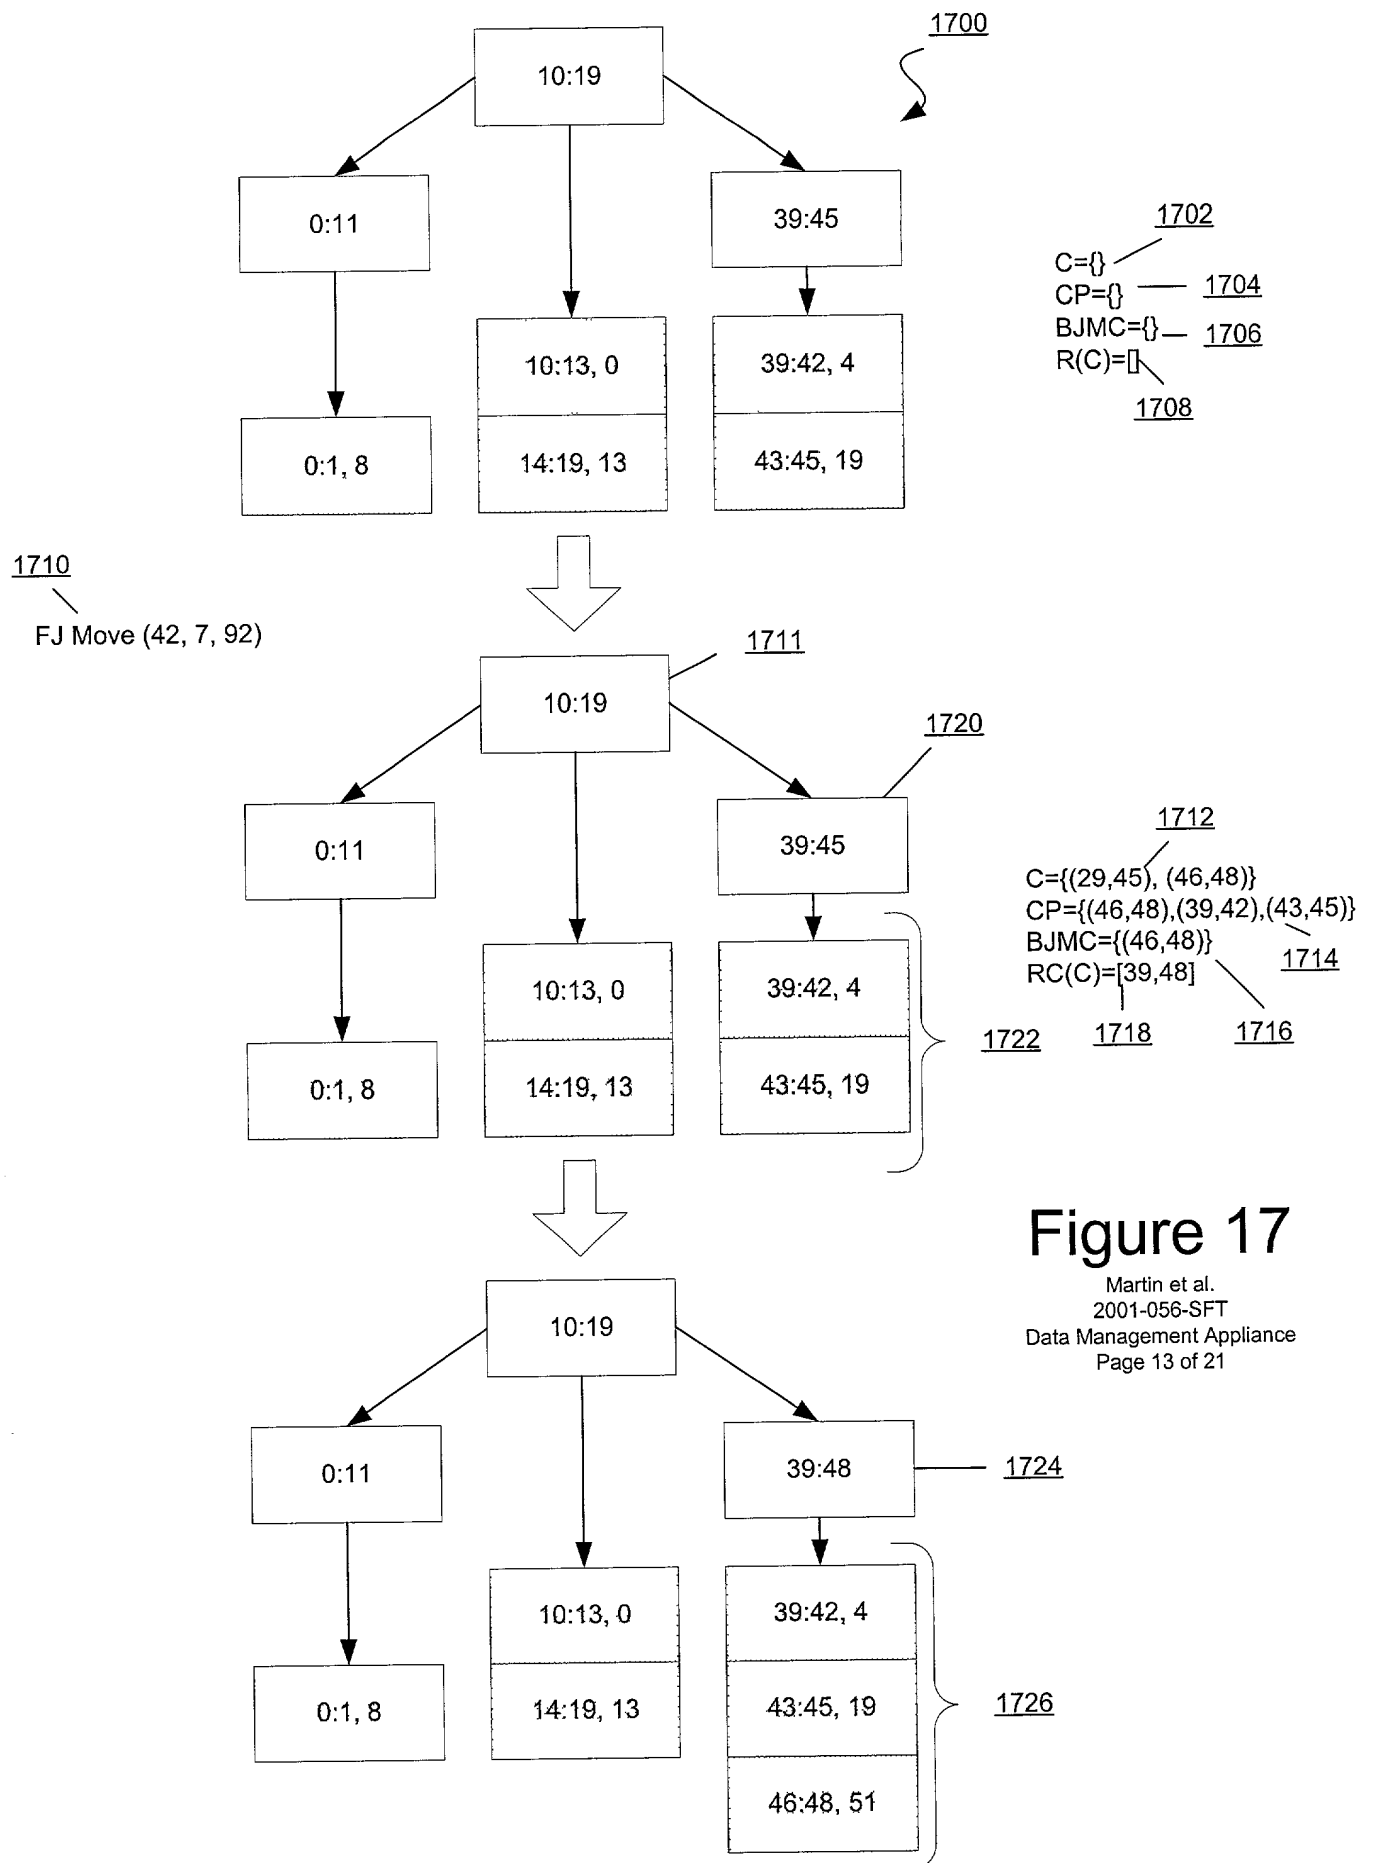 1700
10:19
0:11
39:45
1702
C={}
CP={}
1704
BJMC={}
1706
R(C)=[]
1708
10:13, 0
39:42, 4
0:1, 8
14:19, 13
43:45, 19
1710
FJ Move (42, 7, 92)
1711
10:19
1720
0:11
39:45
1712
C={(29,45), (46,48)}
CP={(46,48),(39,42),(43,45)}
BJMC={(46,48)}
1714
RC(C)=[39,48]
1718
1716
10:13, 0
39:42, 4
1722
0:1, 8
14:19, 13
43:45, 19
Figure 17
Martin et al.
2001-056-SFT
Data Management Appliance
Page 13 of 21
10:19
0:11
39:48
1724
10:13, 0
39:42, 4
0:1, 8
14:19, 13
43:45, 19
1726
46:48, 51